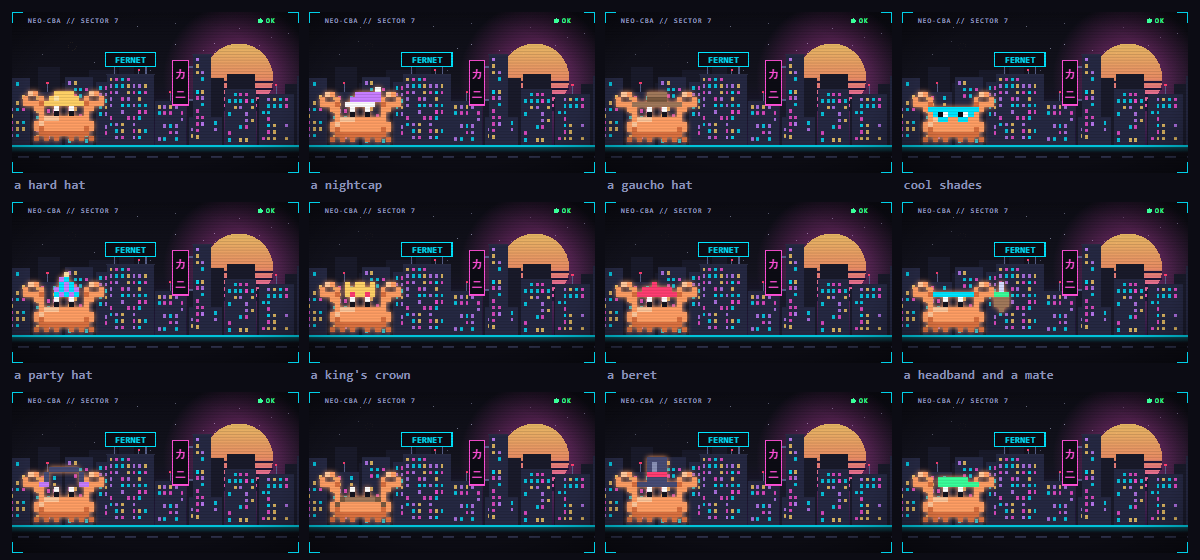 NEO-CBA // SECTOR 7 OK
FERNET
カ
ニ
NEO-CBA // SECTOR 7 OK
FERNET
カ
ニ
NEO-CBA // SECTOR 7 OK
FERNET
カ
ニ
NEO-CBA // SECTOR 7 OK
FERNET
カ
ニ
a hard hat
a nightcap
a gaucho hat
cool shades
NEO-CBA // SECTOR 7 OK
FERNET
カ
ニ
NEO-CBA // SECTOR 7 OK
FERNET
カ
ニ
NEO-CBA // SECTOR 7 OK
FERNET
カ
ニ
NEO-CBA // SECTOR 7 OK
FERNET
カ
ニ
a party hat
a king's crown
a beret
a headband and a mate
NEO-CBA // SECTOR 7 OK
FERNET
カ
ニ
NEO-CBA // SECTOR 7 OK
FERNET
カ
ニ
NEO-CBA // SECTOR 7 OK
FERNET
カ
ニ
NEO-CBA // SECTOR 7 OK
FERNET
カ
ニ